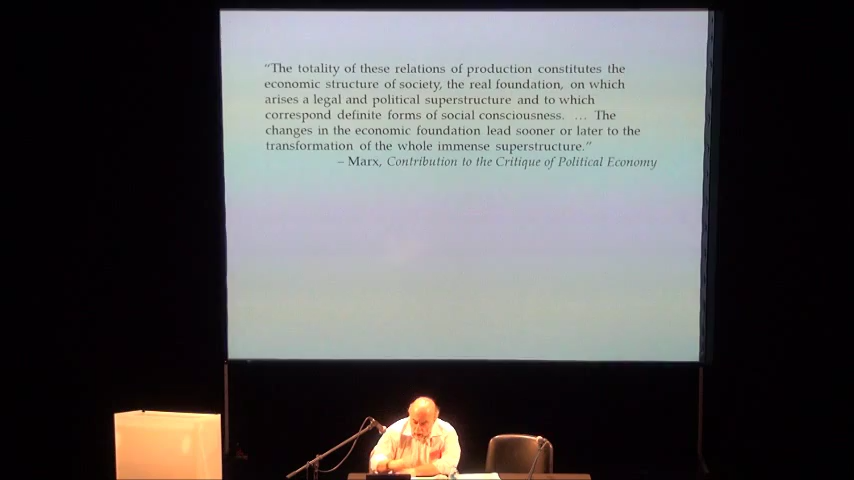 “The totality of these relations of production constitutes the
economic structure of society, the real foundation, on which
arises a legal and political superstructure and to which
correspond definite forms of social consciousness. … The
changes in the economic foundation lead sooner or later to the
transformation of the whole immense superstructure.”
– Marx, Contribution to the Critique of Political Economy